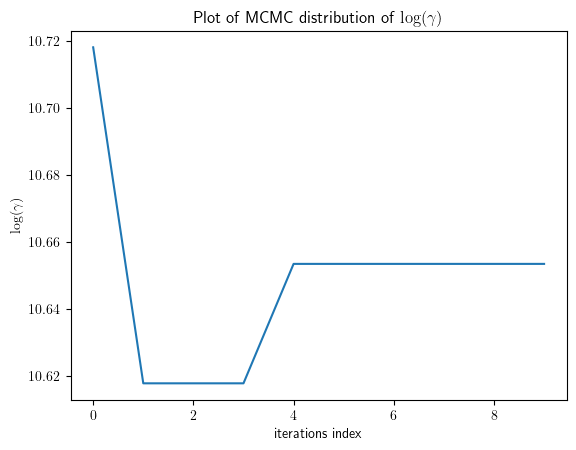 Plot of MCMC distribution of log(γ)
10.72
10.70
10.68
10.66
10.64
10.62
log(γ)
0 2 4 6 8
iterations index